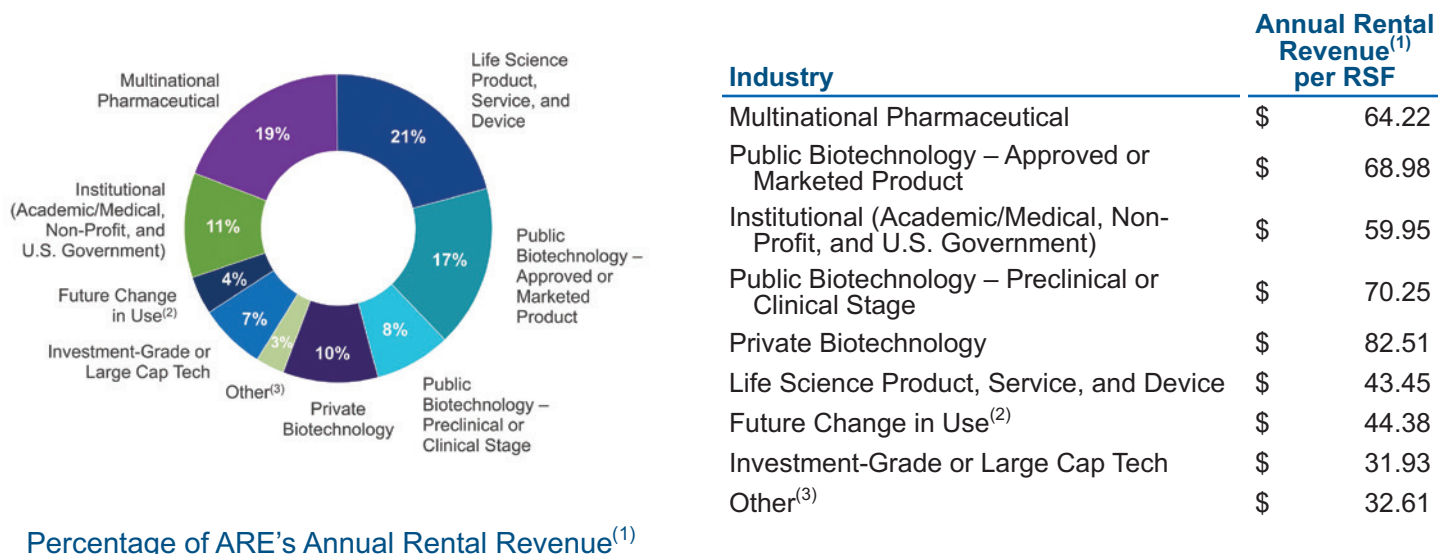 Life Science
Product,
Service, and
Device
21%
Public
Biotechnology –
Approved or
Marketed
Product
17%
Public
Biotechnology –
Preclinical or
Clinical Stage
8%
Private
Biotechnology
10%
Other(3)
3%
Investment-Grade or
Large Cap Tech
7%
Future Change
in Use(2)
4%
Institutional
(Academic/Medical,
Non-Profit, and
U.S. Government)
11%
Multinational
Pharmaceutical
19%
Percentage of ARE’s Annual Rental Revenue(1)
Annual Rental
Revenue(1)
Industry per RSF
Multinational Pharmaceutical $ 64.22
Public Biotechnology – Approved or
Marketed Product $ 68.98
Institutional (Academic/Medical, Non-
Profit, and U.S. Government) $ 59.95
Public Biotechnology – Preclinical or
Clinical Stage $ 70.25
Private Biotechnology $ 82.51
Life Science Product, Service, and Device $ 43.45
Future Change in Use(2) $ 44.38
Investment-Grade or Large Cap Tech $ 31.93
Other(3) $ 32.61